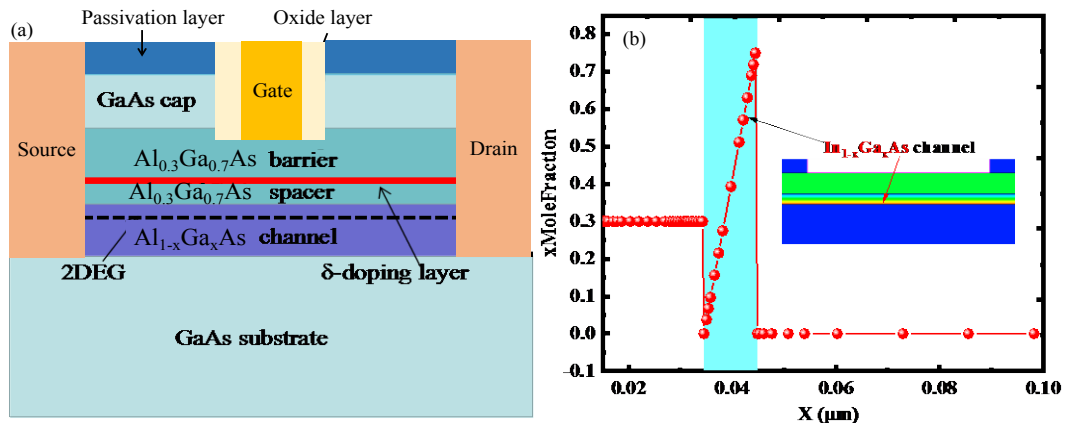 (a)
Passivation layer
Oxide layer
GaAs cap
Gate
Source
Drain
Al0.3Ga0.7As barrier
Al0.3Ga0.7As spacer
Al1-xGaxAs channel
2DEG
δ-doping layer
GaAs substrate
(b)
xMoleFraction
0.8
0.7
0.6
0.5
0.4
0.3
0.2
0.1
0.0
-0.1
In1-xGaxAs channel
0.02
0.04
0.06
0.08
0.10
X (μm)